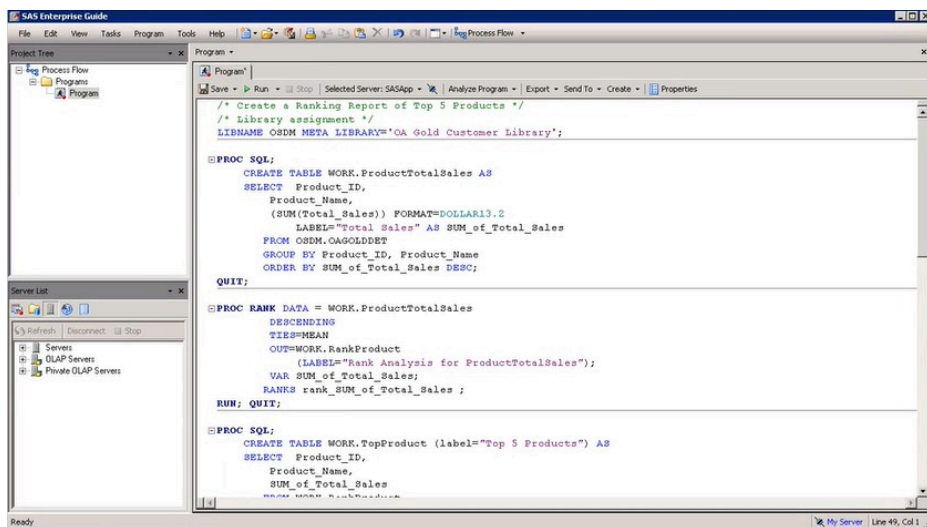 SAS Enterprise Guide
File Edit View Tasks Program Tools Help Process Flow
Project Tree
Process Flow
Programs
Program
Server List
Refresh Disconnect Stop
Servers
OLAP Servers
Private OLAP Servers
Program
Program*
Save Run Stop Selected Server: SASApp Analyze Program Export Send To Create Properties
/* Create a Ranking Report of Top 5 Products */
/* Library assignment */
LIBNAME OSDM META LIBRARY='OA Gold Customer Library';
PROC SQL;
CREATE TABLE WORK.ProductTotalSales AS
SELECT Product_ID,
Product_Name,
(SUM(Total_Sales)) FORMAT=DOLLAR13.2
LABEL="Total Sales" AS SUM_of_Total_Sales
FROM OSDM.OAGOLDDET
GROUP BY Product_ID, Product_Name
ORDER BY SUM_of_Total_Sales DESC;
QUIT;
PROC RANK DATA = WORK.ProductTotalSales
DESCENDING
TIES=MEAN
OUT=WORK.RankProduct
(LABEL="Rank Analysis for ProductTotalSales");
VAR SUM_of_Total_Sales;
RANKS rank_SUM_of_Total_Sales ;
RUN; QUIT;
PROC SQL;
CREATE TABLE WORK.TopProduct (label="Top 5 Products") AS
SELECT Product_ID,
Product_Name,
SUM_of_Total_Sales
FROM WORK.RankProduct
Ready
My Server Line 49, Col 1